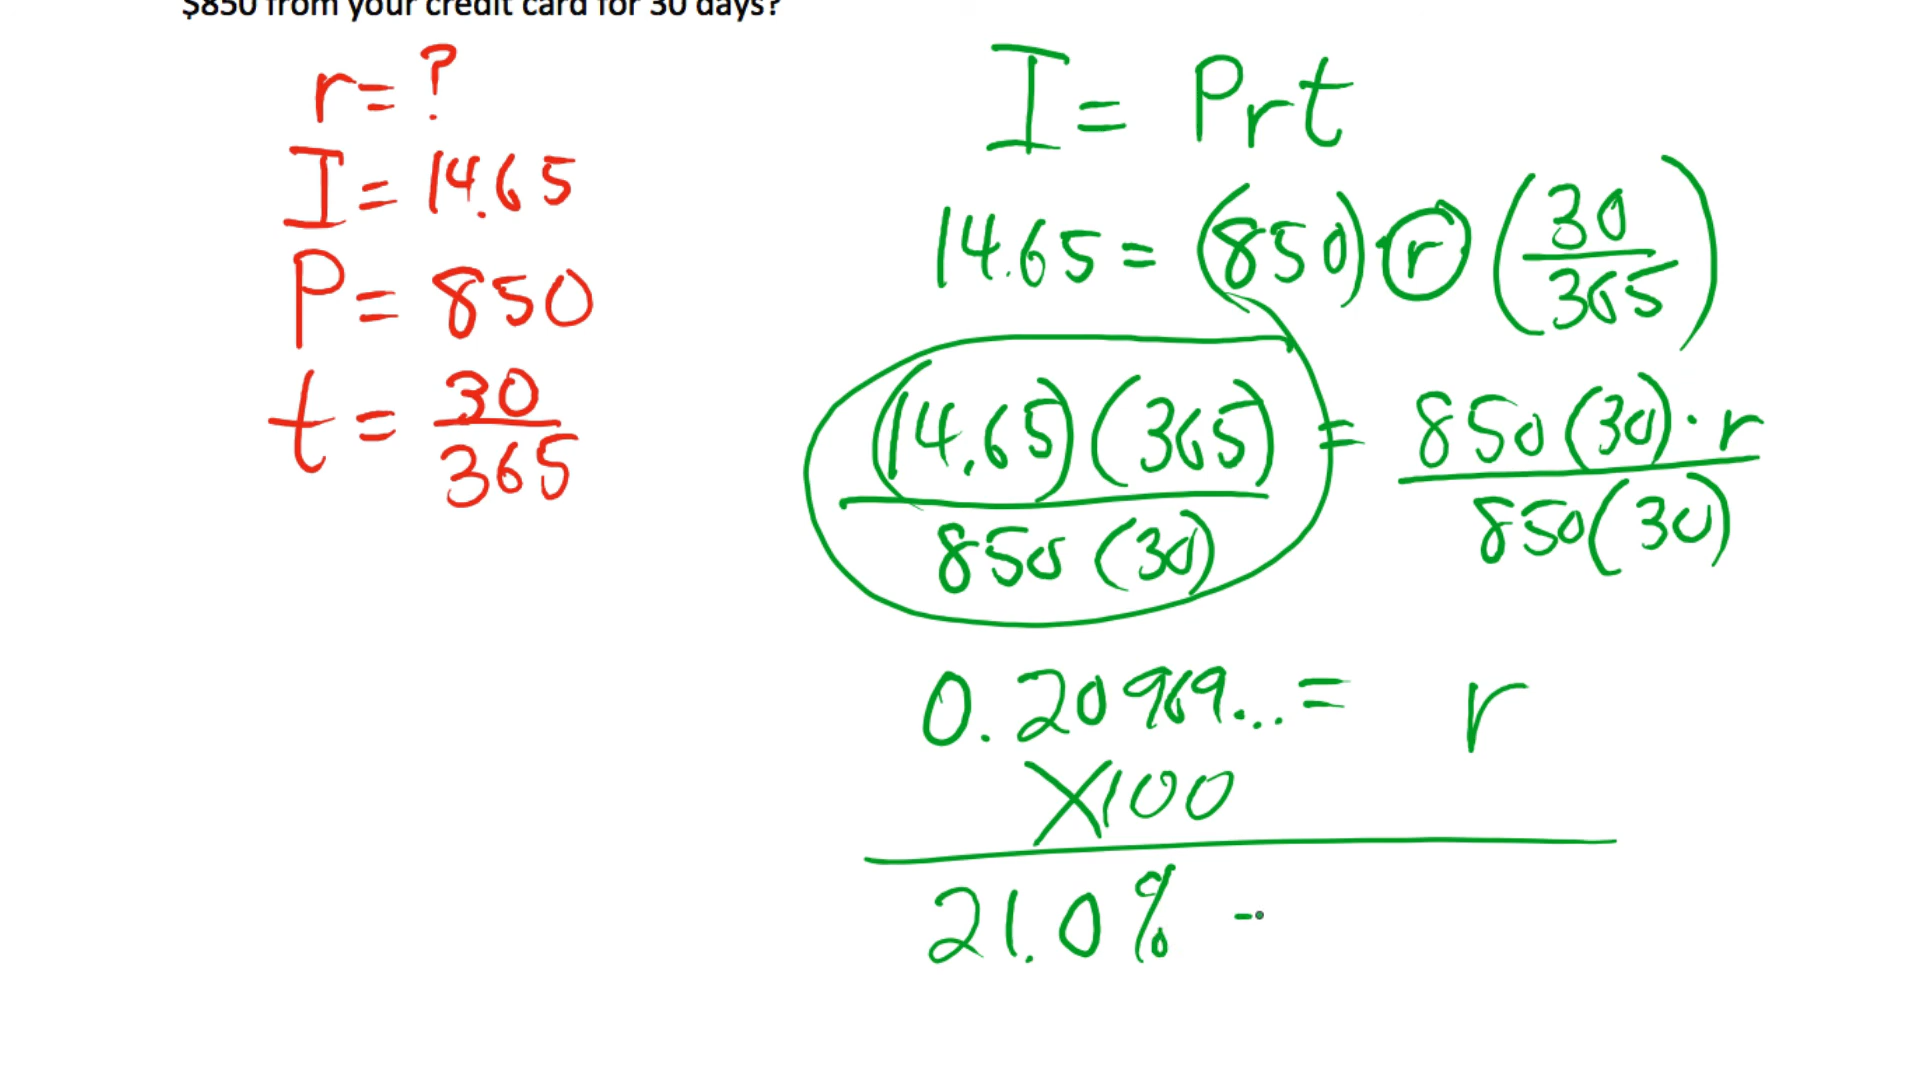 $850 from your credit card for 30 days?
r = ?
I = 14.65
P = 850
t = 30/365
I = Prt
14.65 = (850) r (30/365)
(14.65)(365) / 850(30) = 850(30)·r / 850(30)
0.20969... = r
X100
21.0% -